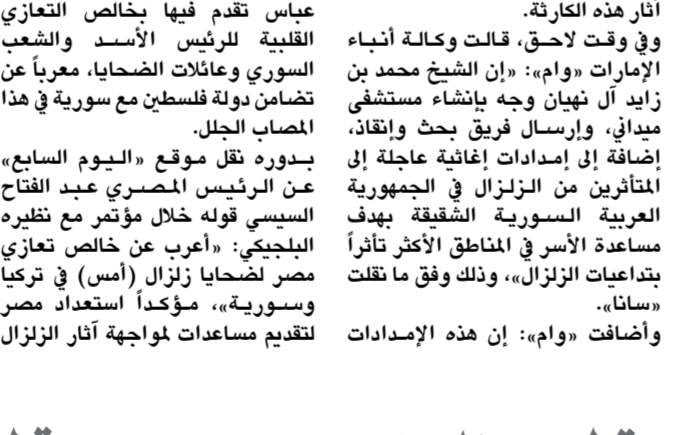 آثار هذه الكارثة.
وفي وقت لاحق، قالت وكالة أنباء
الإمارات «وام»: «إن الشيخ محمد بن
زايد آل نهيان وجه بإنشاء مستشفى
ميداني، وإرسال فريق بحث وإنقاذ،
إضافة إلى إمدادات إغاثية عاجلة إلى
المتأثرين من الزلزال في الجمهورية
العربية السورية الشقيقة بهدف
مساعدة الأسر في المناطق الأكثر تأثراً
بتداعيات الزلزال»، وذلك وفق ما نقلت
«سانا».
وأضافت «وام»: إن هذه الإمدادات
عباس تقدم فيها بخالص التعازي
القلبية للرئيس الأسد والشعب
السوري وعائلات الضحايا، معرباً عن
تضامن دولة فلسطين مع سورية في هذا
المصاب الجلل.
بدوره نقل موقع «اليوم السابع»
عن الرئيس المصري عبد الفتاح
السيسي قوله خلال مؤتمر مع نظيره
البلجيكي: «أعرب عن خالص تعازي
مصر لضحايا زلزال (أمس) في تركيا
وسورية»، مؤكداً استعداد مصر
لتقديم مساعدات لمواجهة آثار الزلزال